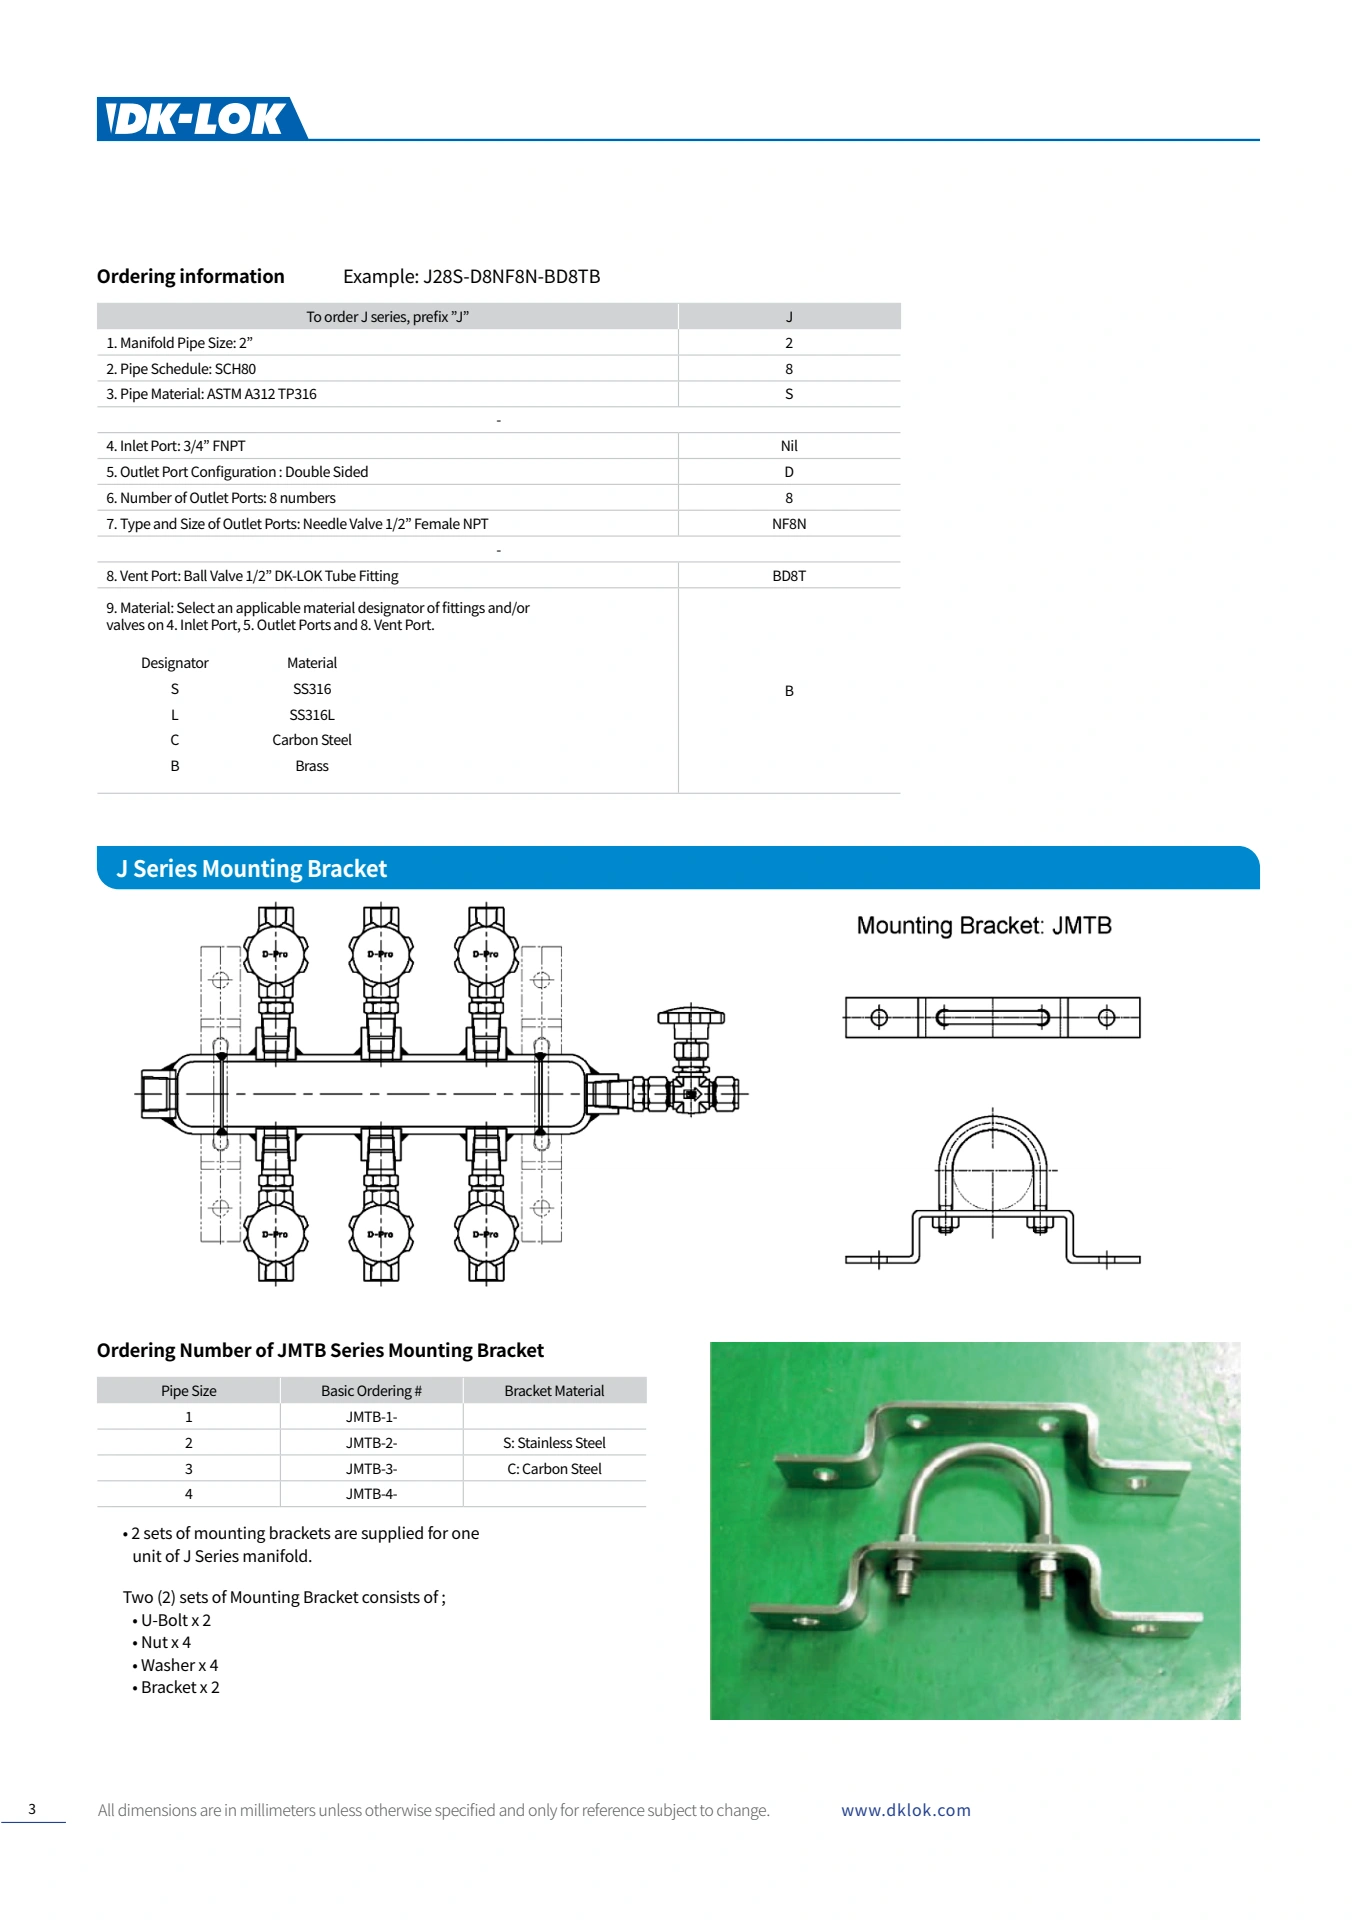 DK-LOK
Ordering information Example: J28S-D8NF8N-BD8TB
To order J series, prefix ”J” J
1. Manifold Pipe Size: 2” 2
2. Pipe Schedule: SCH80 8
3. Pipe Material: ASTM A312 TP316 S
-
4. Inlet Port: 3/4” FNPT Nil
5. Outlet Port Configuration : Double Sided D
6. Number of Outlet Ports: 8 numbers 8
7. Type and Size of Outlet Ports: Needle Valve 1/2” Female NPT NF8N
-
8. Vent Port: Ball Valve 1/2” DK-LOK Tube Fitting BD8T
9. Material: Select an applicable material designator of fittings and/or
valves on 4. Inlet Port, 5. Outlet Ports and 8. Vent Port.
Designator Material
S SS316
L SS316L
C Carbon Steel
B Brass
B
J Series Mounting Bracket
D-Pro D-Pro D-Pro
D-Pro D-Pro D-Pro
Mounting Bracket: JMTB
Ordering Number of JMTB Series Mounting Bracket
Pipe Size Basic Ordering # Bracket Material
1 JMTB-1-
2 JMTB-2- S: Stainless Steel
3 JMTB-3- C: Carbon Steel
4 JMTB-4-
• 2 sets of mounting brackets are supplied for one
unit of J Series manifold.
Two (2) sets of Mounting Bracket consists of ;
• U-Bolt x 2
• Nut x 4
• Washer x 4
• Bracket x 2
3 All dimensions are in millimeters unless otherwise specified and only for reference subject to change. www.dklok.com